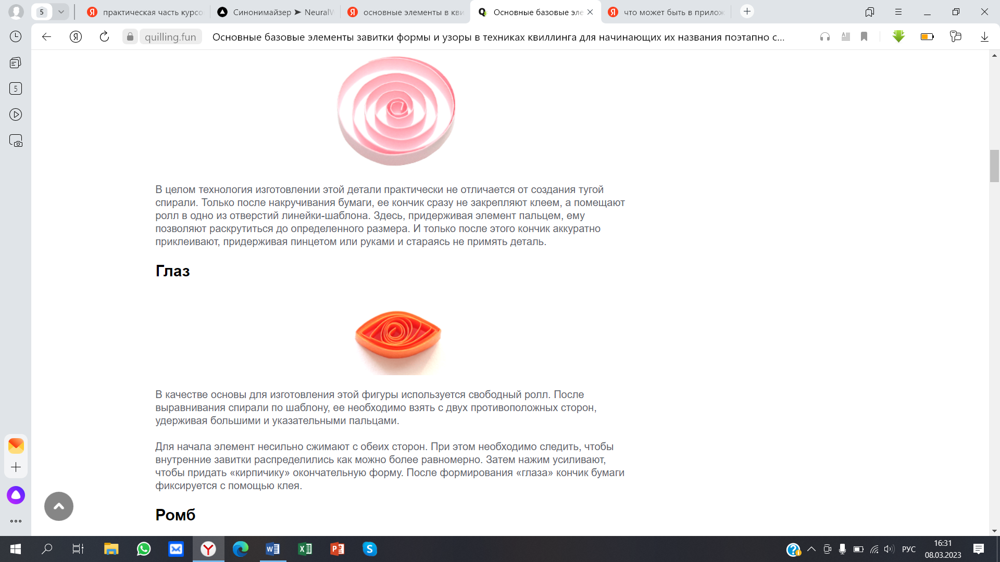 5
практическая часть курсо
Синонимайзер ➤ NeuralW
основные элементы в кви
Основные базовые эле
что может быть в прилож
quilling.fun
Основные базовые элементы завитки формы и узоры в техниках квиллинга для начинающих их названия поэтапно с...
5
В целом технология изготовлении этой детали практически не отличается от создания тугой
спирали. Только после накручивания бумаги, ее кончик сразу не закрепляют клеем, а помещают
ролл в одно из отверстий линейки-шаблона. Здесь, придерживая элемент пальцем, ему
позволяют раскрутиться до определенного размера. И только после этого кончик аккуратно
приклеивают, придерживая пинцетом или руками и стараясь не примять деталь.
Глаз
В качестве основы для изготовления этой фигуры используется свободный ролл. После
выравнивания спирали по шаблону, ее необходимо взять с двух противоположных сторон,
удерживая большими и указательными пальцами.
Для начала элемент несильно сжимают с обеих сторон. При этом необходимо следить, чтобы
внутренние завитки распределились как можно более равномерно. Затем нажим усиливают,
чтобы придать «кирпичику» окончательную форму. После формирования «глаза» кончик бумаги
фиксируется с помощью клея.
Ромб
РУС
16:31
08.03.2023